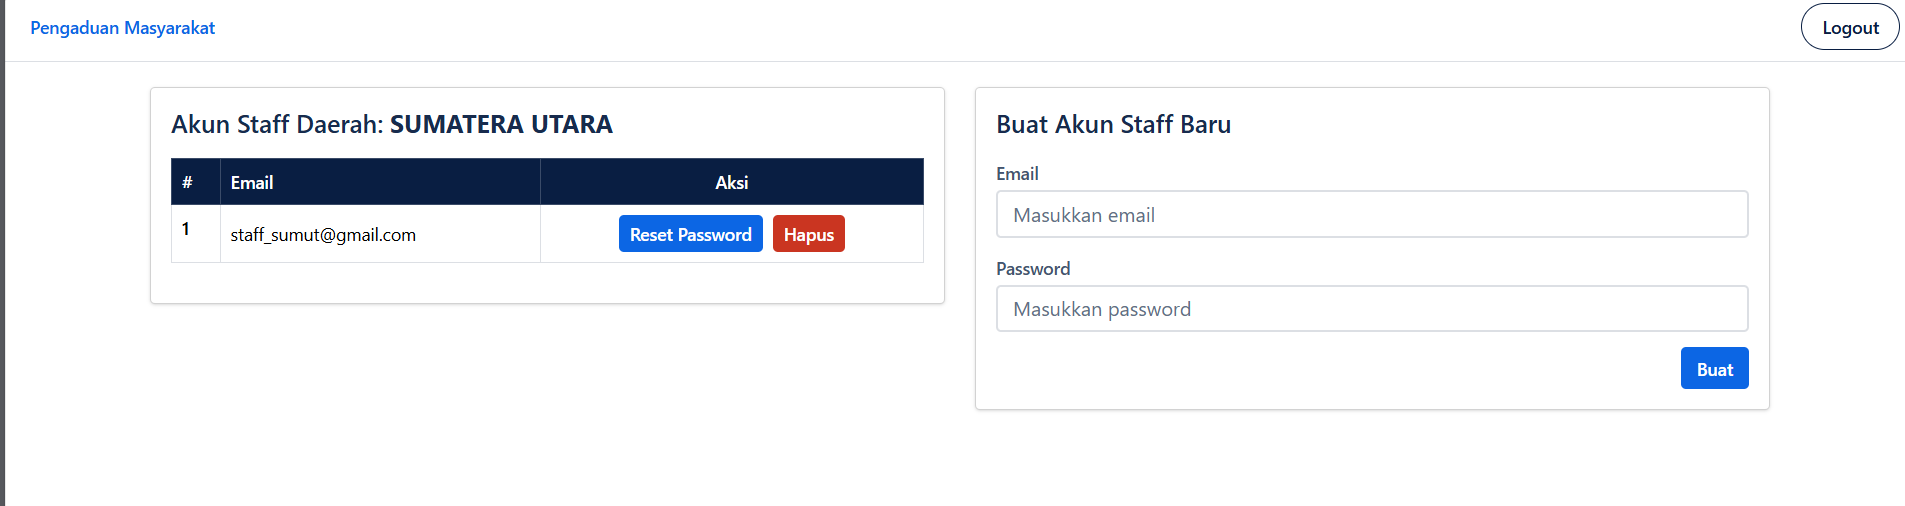 Pengaduan Masyarakat
Logout
Akun Staff Daerah: SUMATERA UTARA
# Email Aksi
1 staff_sumut@gmail.com Reset Password Hapus
Buat Akun Staff Baru
Email
Masukkan email
Password
Masukkan password
Buat